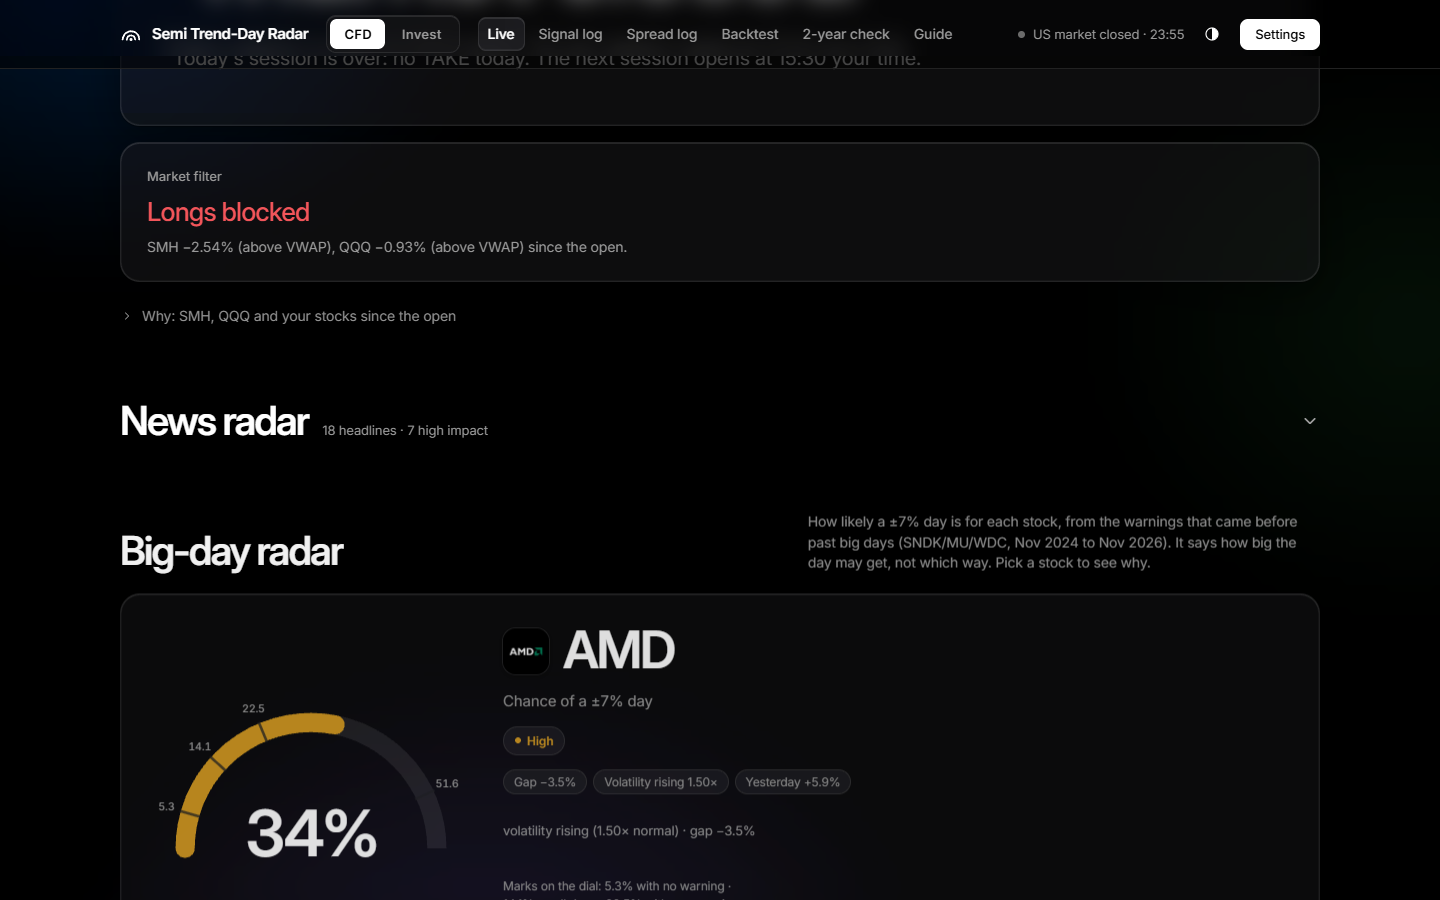 Semi Trend-Day Radar
CFD
Invest
Live
Signal log
Spread log
Backtest
2-year check
Guide
US market closed · 23:55
Settings
Today's session is over: no TAKE today. The next session opens at 15:30 your time.
Market filter
Longs blocked
SMH −2.54% (above VWAP), QQQ −0.93% (above VWAP) since the open.
Why: SMH, QQQ and your stocks since the open
News radar
18 headlines · 7 high impact
Big-day radar
How likely a ±7% day is for each stock, from the warnings that came before
past big days (SNDK/MU/WDC, Nov 2024 to Nov 2026). It says how big the
day may get, not which way. Pick a stock to see why.
AMD
AMD
Chance of a ±7% day
High
Gap −3.5%
Volatility rising 1.50×
Yesterday +5.9%
volatility rising (1.50× normal) · gap −3.5%
Marks on the dial: 5.3% with no warning ·
5.3
14.1
22.5
51.6
34%